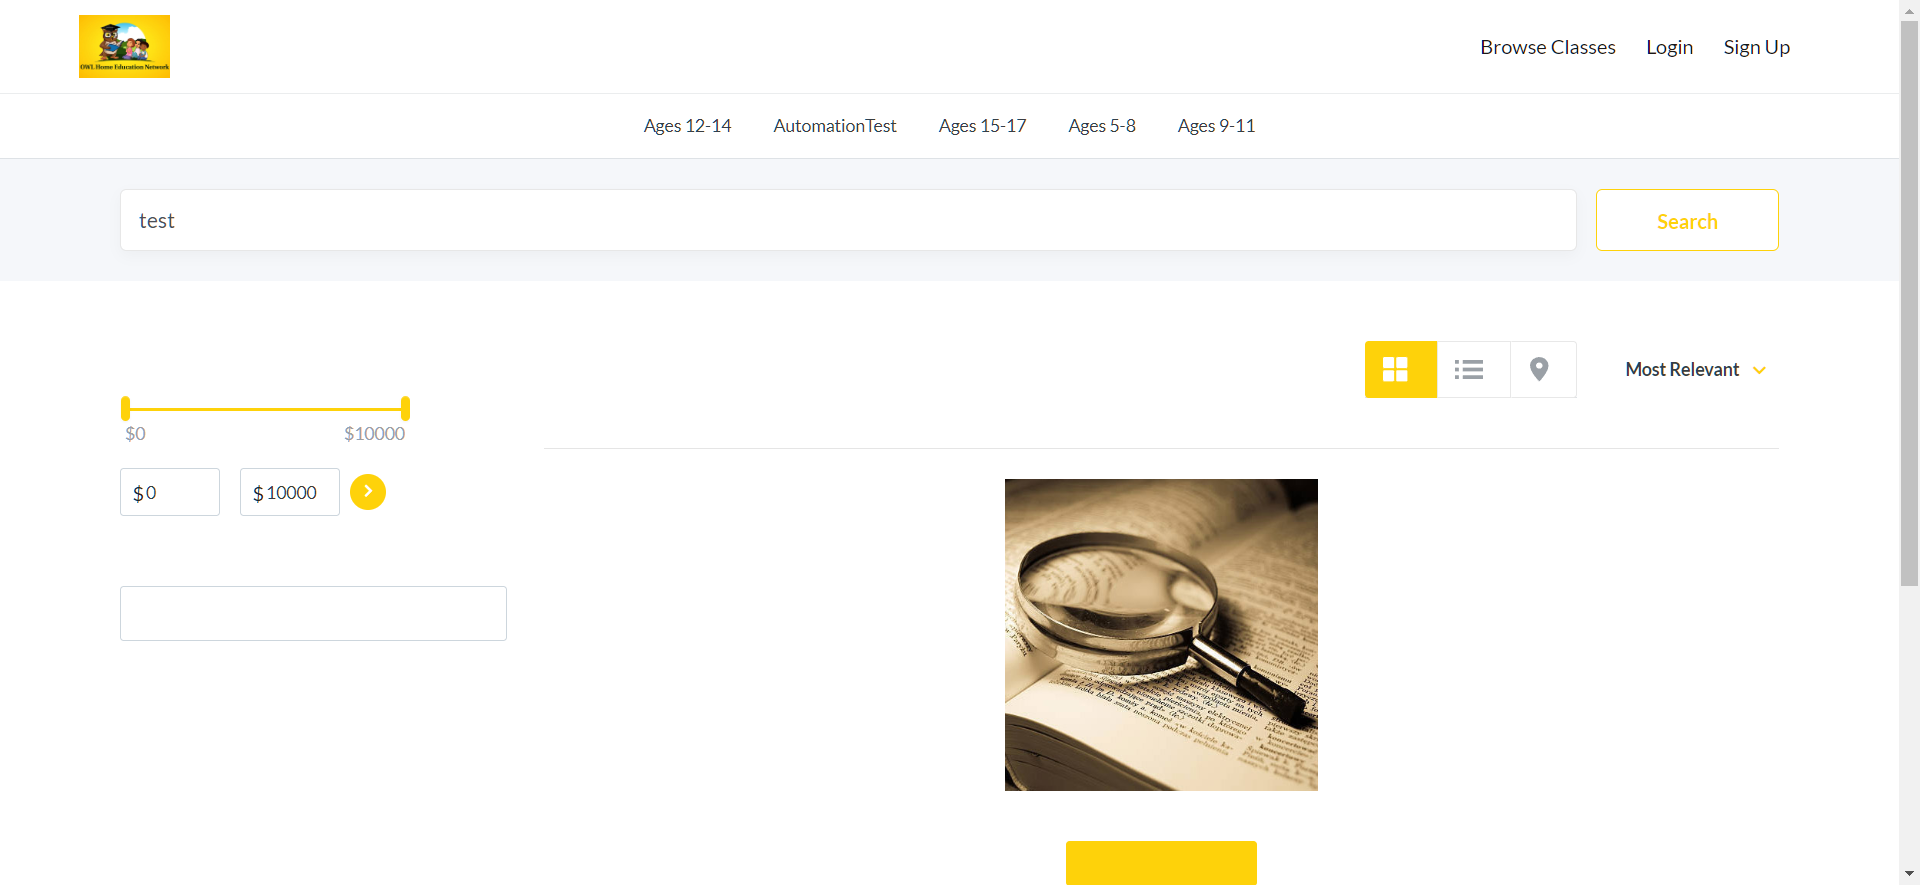 OWL Home Education Network
Browse Classes
Login
Sign Up
Ages 12-14
AutomationTest
Ages 15-17
Ages 5-8
Ages 9-11
test
Search
Most Relevant
$0
$10000
$ 0
$ 10000